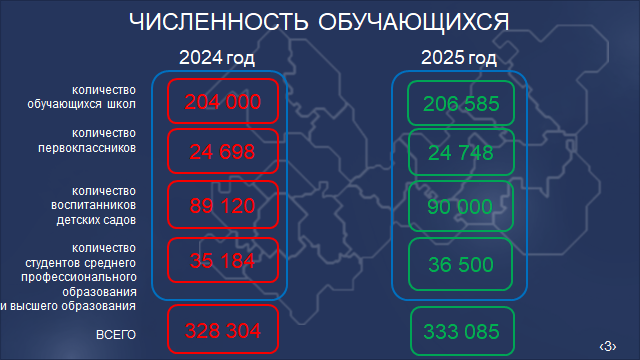 ЧИСЛЕННОСТЬ ОБУЧАЮЩИХСЯ
2024 год
2025 год
количество
обучающихся школ
204 000
206 585
количество
первоклассников
24 698
24 748
количество
воспитанников
детских садов
89 120
90 000
количество
студентов среднего
профессионального
образования
и высшего образования
35 184
36 500
ВСЕГО
328 304
333 085
‹3›